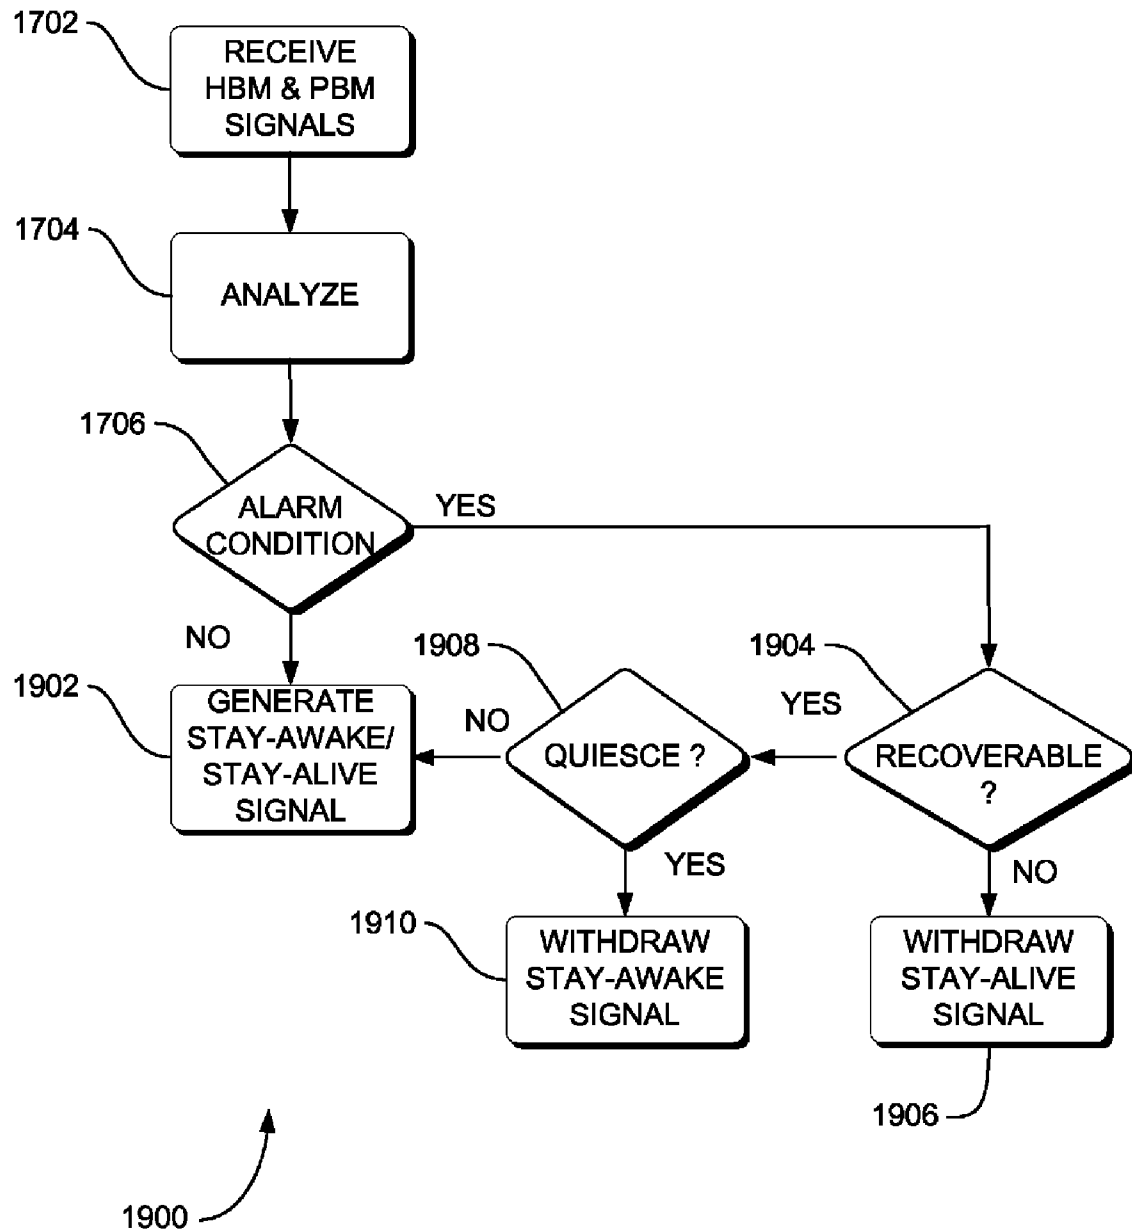 1702
RECEIVE
HBM & PBM
SIGNALS
1704
ANALYZE
1706
ALARM
CONDITION
YES
NO
1902
GENERATE
STAY-AWAKE/
STAY-ALIVE
SIGNAL
1908
NO
QUIESCE ?
YES
1904
YES
RECOVERABLE
?
NO
1910
WITHDRAW
STAY-AWAKE
SIGNAL
WITHDRAW
STAY-ALIVE
SIGNAL
1906
1900